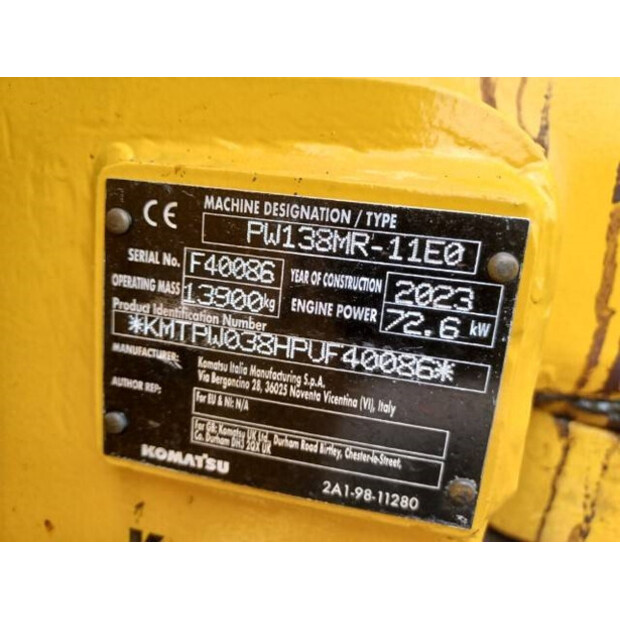 CE
MACHINE DESIGNATION / TYPE
PW138MR-11E0
SERIAL No. F40086 YEAR OF CONSTRUCTION 2023
OPERATING MASS 13900 kg ENGINE POWER 72.6 kW
Product Identification Number
*KMTPW038HPUF40086*
MANUFACTURER: Komatsu Italia Manufacturing S.p.A.
Via Bergoncino 28, 36025 Noventa Vicentina (VI), Italy
AUTHOR REP: For EU & NI: N/A
For GB: Komatsu UK Ltd, Durham Road Birtley, Chester-le-Street,
Co. Durham DH3 2QX UK
KOMATSU
2A1-98-11280